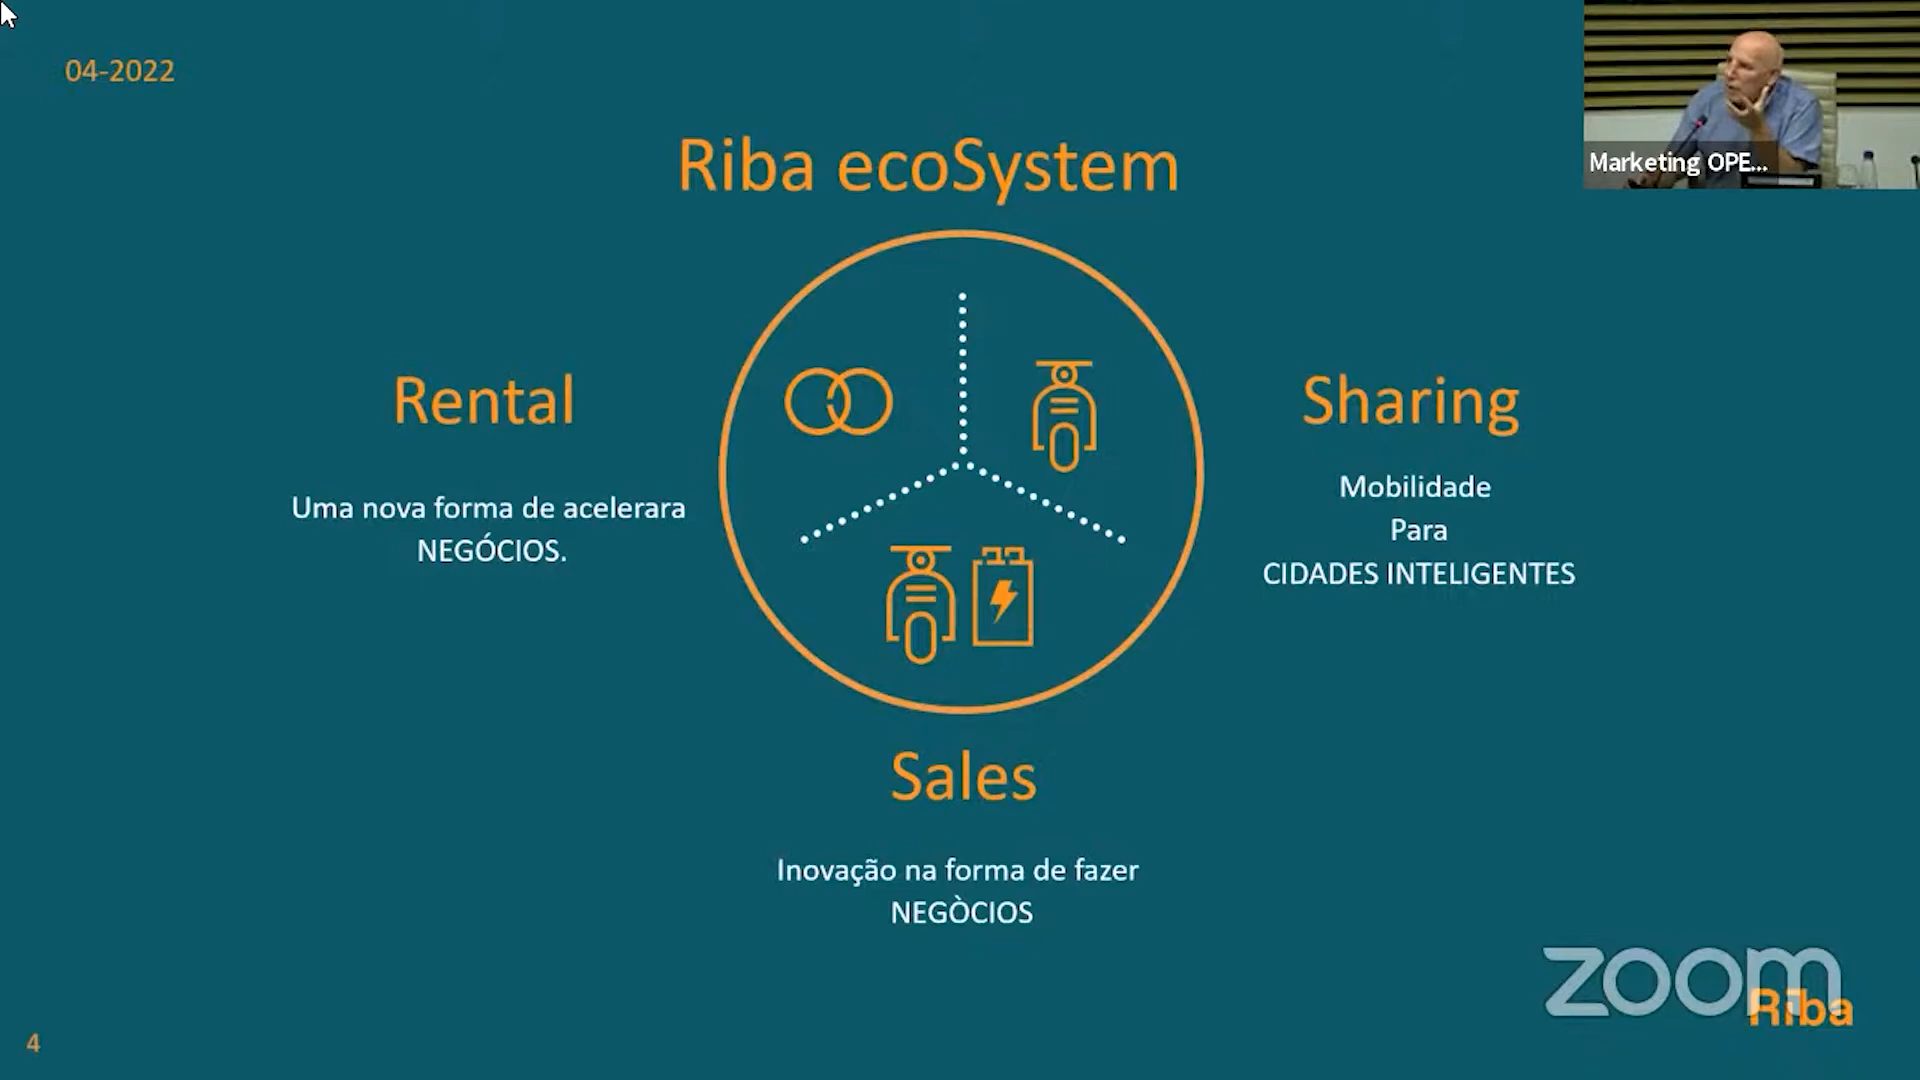 04-2022
Marketing OPE...
Riba ecoSystem
Rental
Uma nova forma de acelerara
NEGÓCIOS.
Sharing
Mobilidade
Para
CIDADES INTELIGENTES
Sales
Inovação na forma de fazer
NEGÒCIOS
zoom
Riba
4